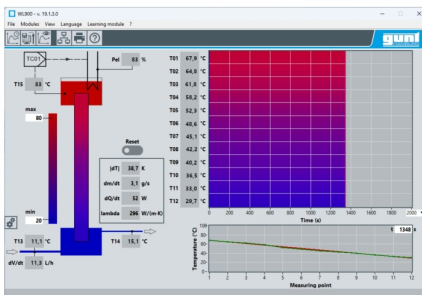 WL900 - v. 19.1.2.0
File Modules View Language Learning module ?
gunt
TC01
Pel 83 %
T15 83 °C
max
80
min
20
Reset
|dT| 38,7 K
dm/dt 3,1 g/s
dQ/dt 52 W
lambda 286 W/(m·K)
T13 11,1 °C
T14 15,1 °C
dV/dt 11,3 L/h
T01 67,9 °C
T02 64,8 °C
T03 61,8 °C
T04 58,2 °C
T05 52,3 °C
T06 48,6 °C
T07 45,1 °C
T08 42,2 °C
T09 40,2 °C
T10 36,5 °C
T11 33,0 °C
T12 29,7 °C
0 200 400 600 800 1000 1200 1400 1600 1800 2000
Time (s)
t 1348 s
Temperature (°C)
100
80
60
40
20
0
1 2 3 4 5 6 7 8 9 10 11 12
Measuring point